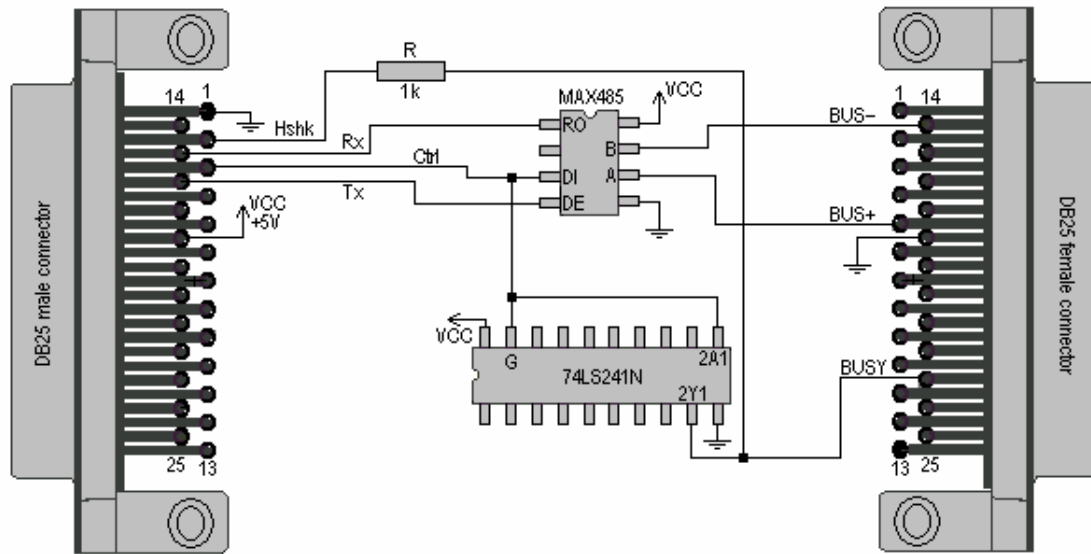 DB25 male connector
14
1
Hshk
R
1k
Rx
Ctrl
Tx
VCC
+5V
25
13
MAX485
RO
DI
DE
B
A
VCC
VCC
G
2A1
74LS241N
2Y1
BUS-
BUS+
BUSY
1
14
13
25
DB25 female connector